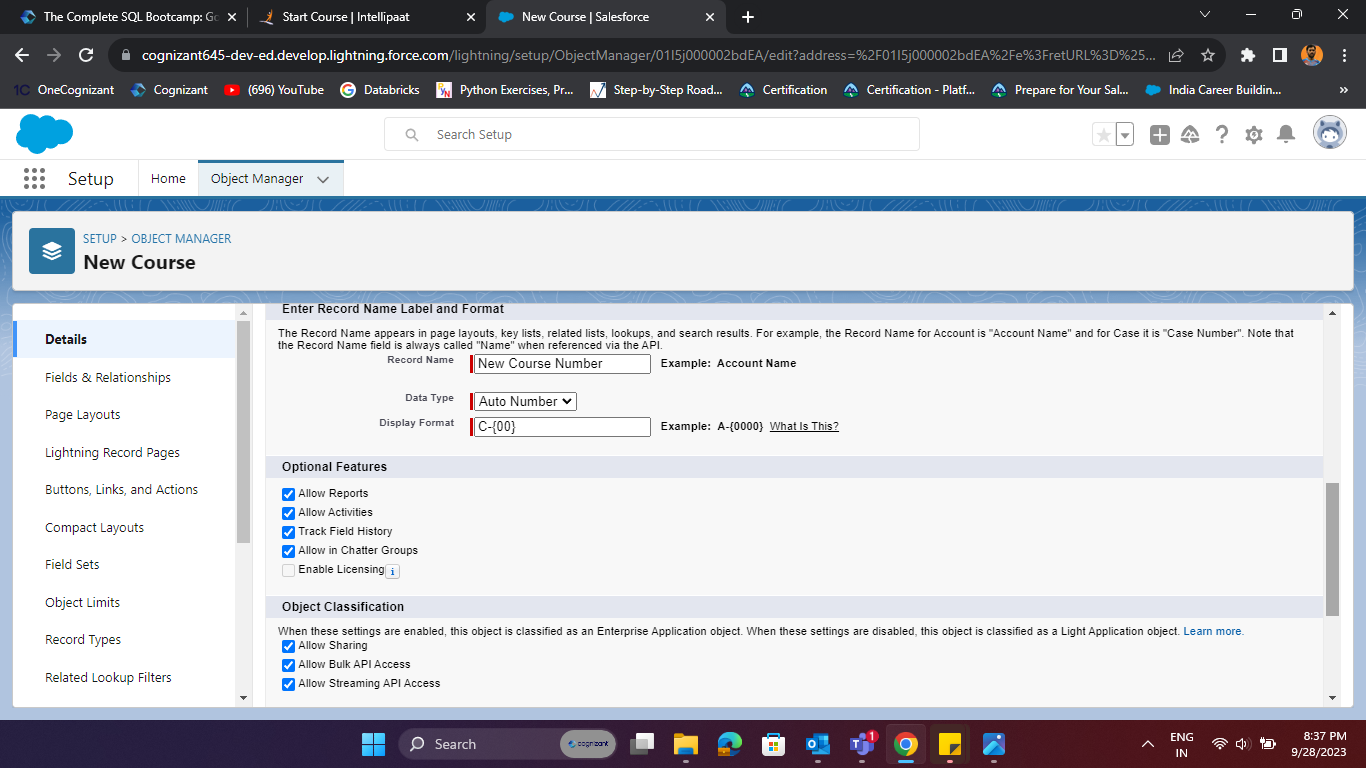 The Complete SQL Bootcamp: Go
Start Course | Intellipaat
New Course | Salesforce
cognizant645-dev-ed.develop.lightning.force.com/lightning/setup/ObjectManager/01I5j000002bdEA/edit?address=%2F01I5j000002bdEA%2Fe%3FretURL%3D%25...
OneCognizant
Cognizant
(696) YouTube
Databricks
Python Exercises, Pr...
Step-by-Step Road...
Certification
Certification - Platf...
Prepare for Your Sal...
India Career Buildin...
»
Search Setup
Setup
Home
Object Manager
SETUP > OBJECT MANAGER
New Course
Details
Fields & Relationships
Page Layouts
Lightning Record Pages
Buttons, Links, and Actions
Compact Layouts
Field Sets
Object Limits
Record Types
Related Lookup Filters
Enter Record Name Label and Format
The Record Name appears in page layouts, key lists, related lists, lookups, and search results. For example, the Record Name for Account is "Account Name" and for Case it is "Case Number". Note that
the Record Name field is always called "Name" when referenced via the API.
Record Name New Course Number Example: Account Name
Data Type Auto Number
Display Format C-{00} Example: A-{0000} What Is This?
Optional Features
Allow Reports
Allow Activities
Track Field History
Allow in Chatter Groups
Enable Licensing i
Object Classification
When these settings are enabled, this object is classified as an Enterprise Application object. When these settings are disabled, this object is classified as a Light Application object. Learn more.
Allow Sharing
Allow Bulk API Access
Allow Streaming API Access
Search
cognizant
1
ENG
IN
8:37 PM
9/28/2023